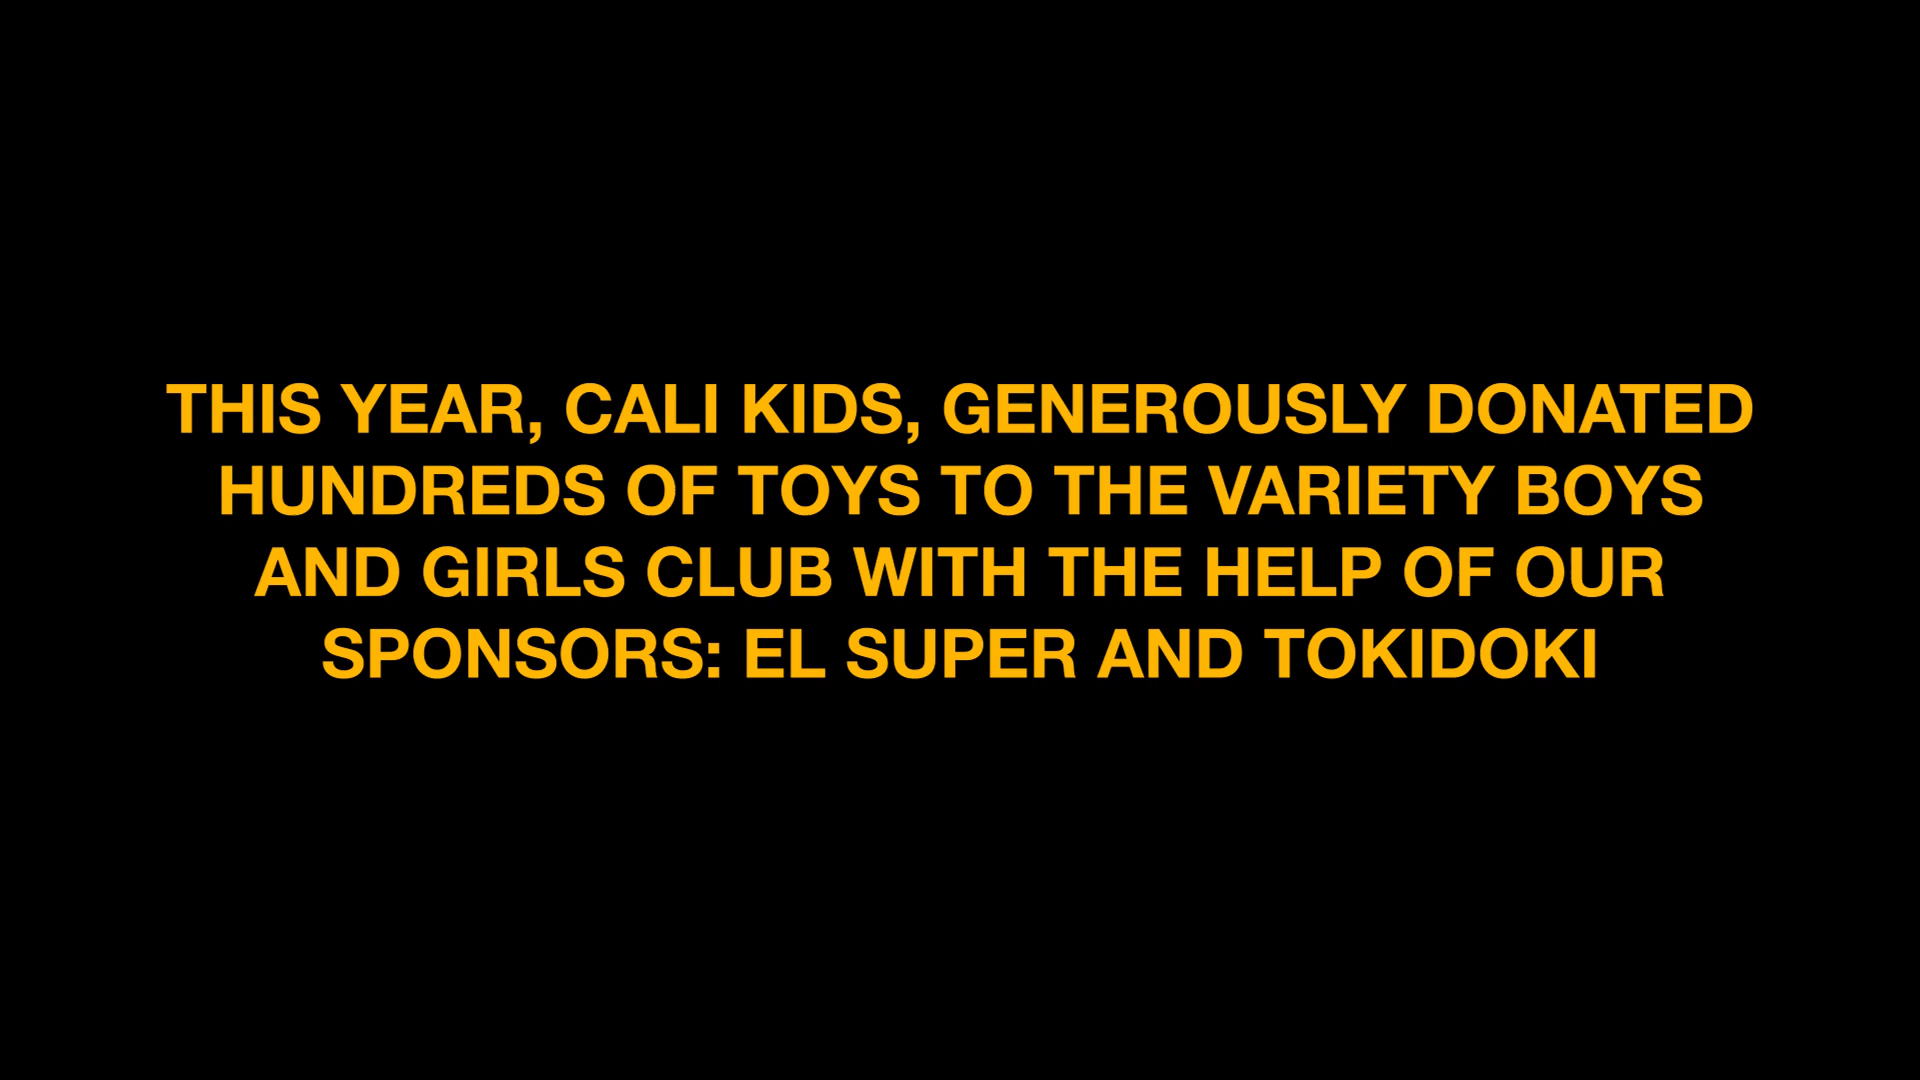 THIS YEAR, CALI KIDS, GENEROUSLY DONATED
HUNDREDS OF TOYS TO THE VARIETY BOYS
AND GIRLS CLUB WITH THE HELP OF OUR
SPONSORS: EL SUPER AND TOKIDOKI